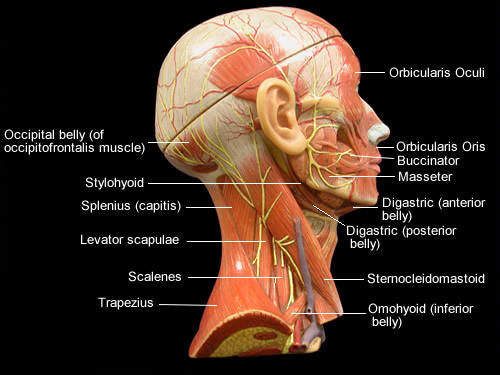 Orbicularis Oculi
Occipital belly (of
occipitofrontalis muscle)
Orbicularis Oris
Buccinator
Masseter
Stylohyoid
Splenius (capitis)
Digastric (anterior
belly)
Digastric (posterior
belly)
Levator scapulae
Scalenes
Sternocleidomastoid
Trapezius
Omohyoid (inferior
belly)